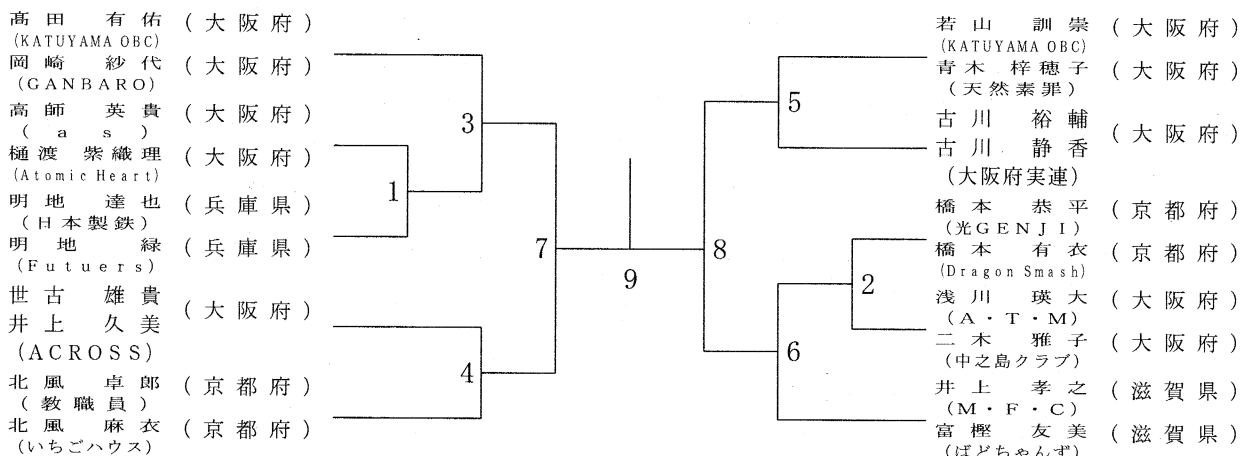 髙田 有佑 (大阪府)
(KATUYAMA OBC)
岡崎 紗代 (大阪府)
(GANBARO)
高師 英貴 (大阪府)
(as)
樋渡 紫織理 (大阪府)
(Atomic Heart)
明地 達也 (兵庫県)
(日本製鉄)
明地 緑 (兵庫県)
(Futuers)
世古 雄貴
(大阪府)
井上 久美
(ACROSS)
北風 卓郎 (京都府)
(教職員)
北風 麻衣 (京都府)
(いちごハウス)
3
1
7
4
9
8
5
2
6
若山 訓崇 (大阪府)
(KATUYAMA OBC)
青木 梓穂子 (大阪府)
(天然素罪)
古川 裕輔
(大阪府)
古川 静香
(大阪府実連)
橋本 恭平 (京都府)
(光GENJI)
橋本 有衣 (京都府)
(Dragon Smash)
浅川 瑛大 (大阪府)
(A・T・M)
二木 雅子 (大阪府)
(中之島クラブ)
井上 孝之 (滋賀県)
(M・F・C)
富樫 友美 (滋賀県)
(ばどちゃんず)